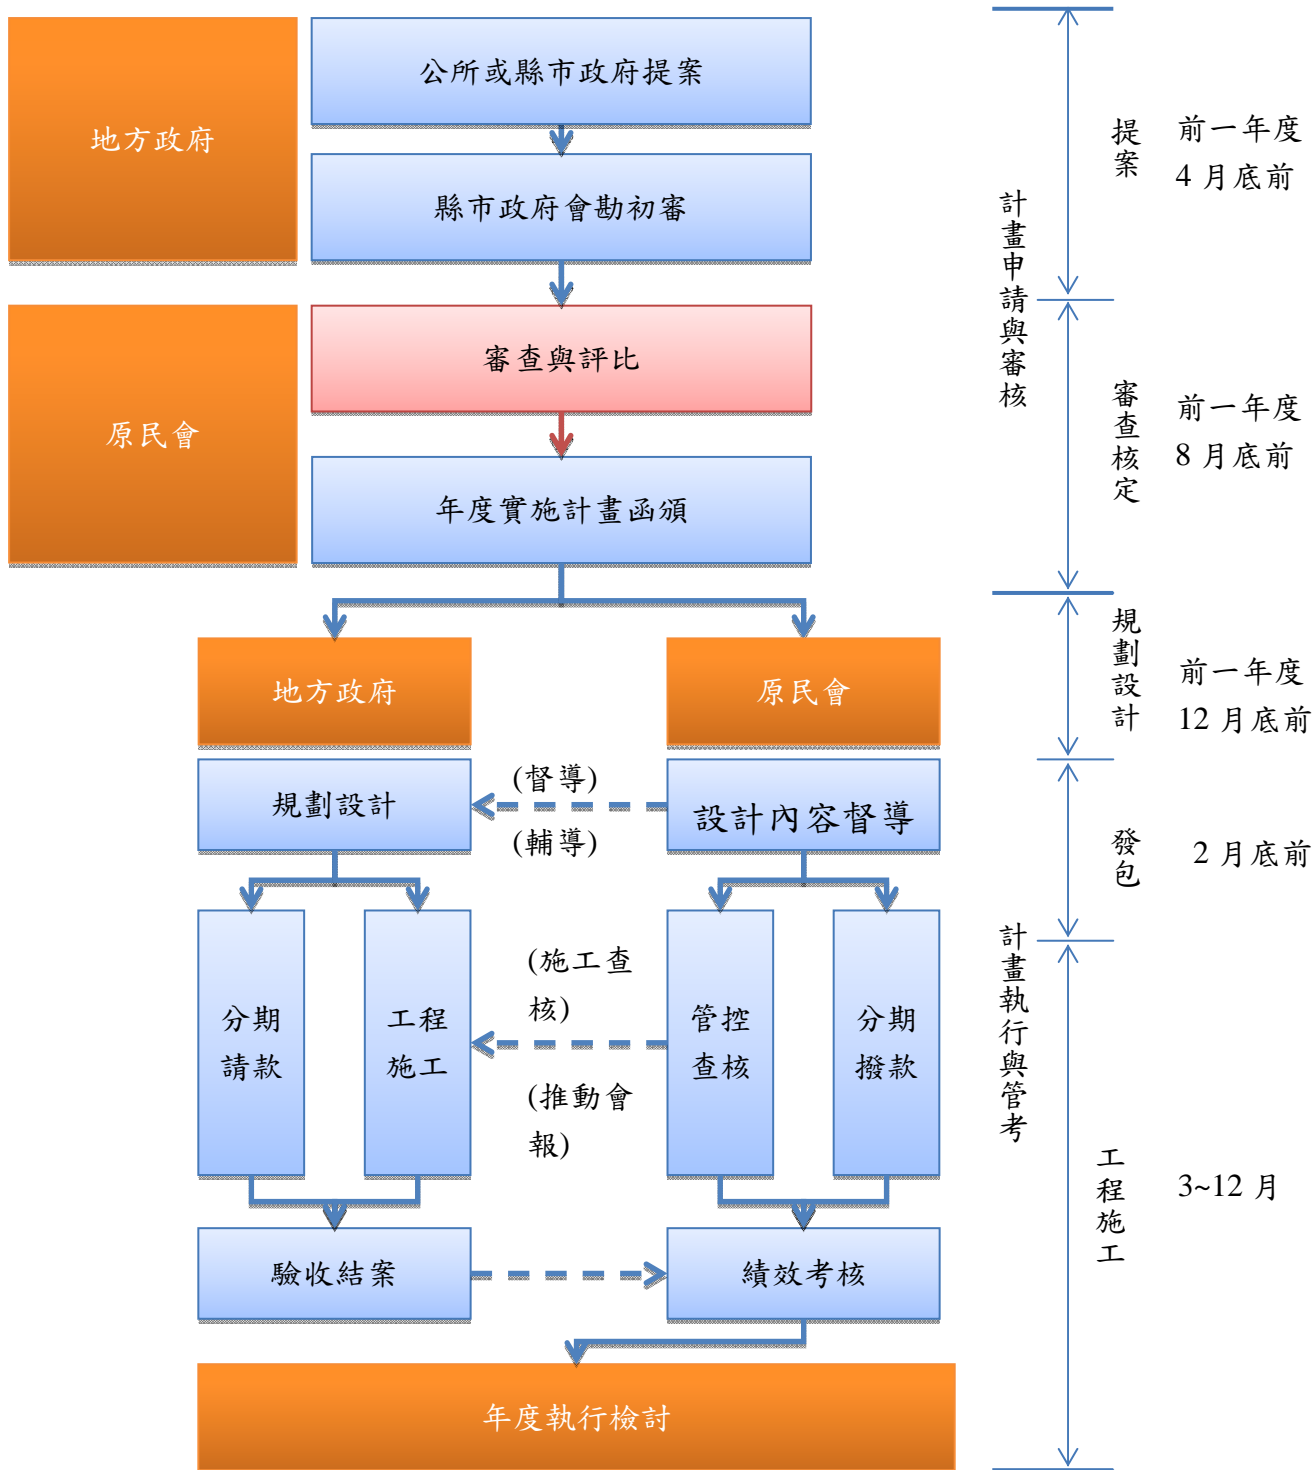 地方政府
公所或縣市政府提案
縣市政府會勘初審
原民會
審查與評比
年度實施計畫函頒
計畫申請與審核
提案
前一年度
4 月底前
審查核定
前一年度
8 月底前
地方政府
原民會
規劃設計
(督導)
(輔導)
設計內容督導
分期
請款
工程
施工
(施工查
核)
(推動會
報)
管控
查核
分期
撥款
驗收結案
績效考核
年度執行檢討
計畫執行與管考
規劃設計
前一年度
12 月底前
發包
2 月底前
工程施工
3~12 月